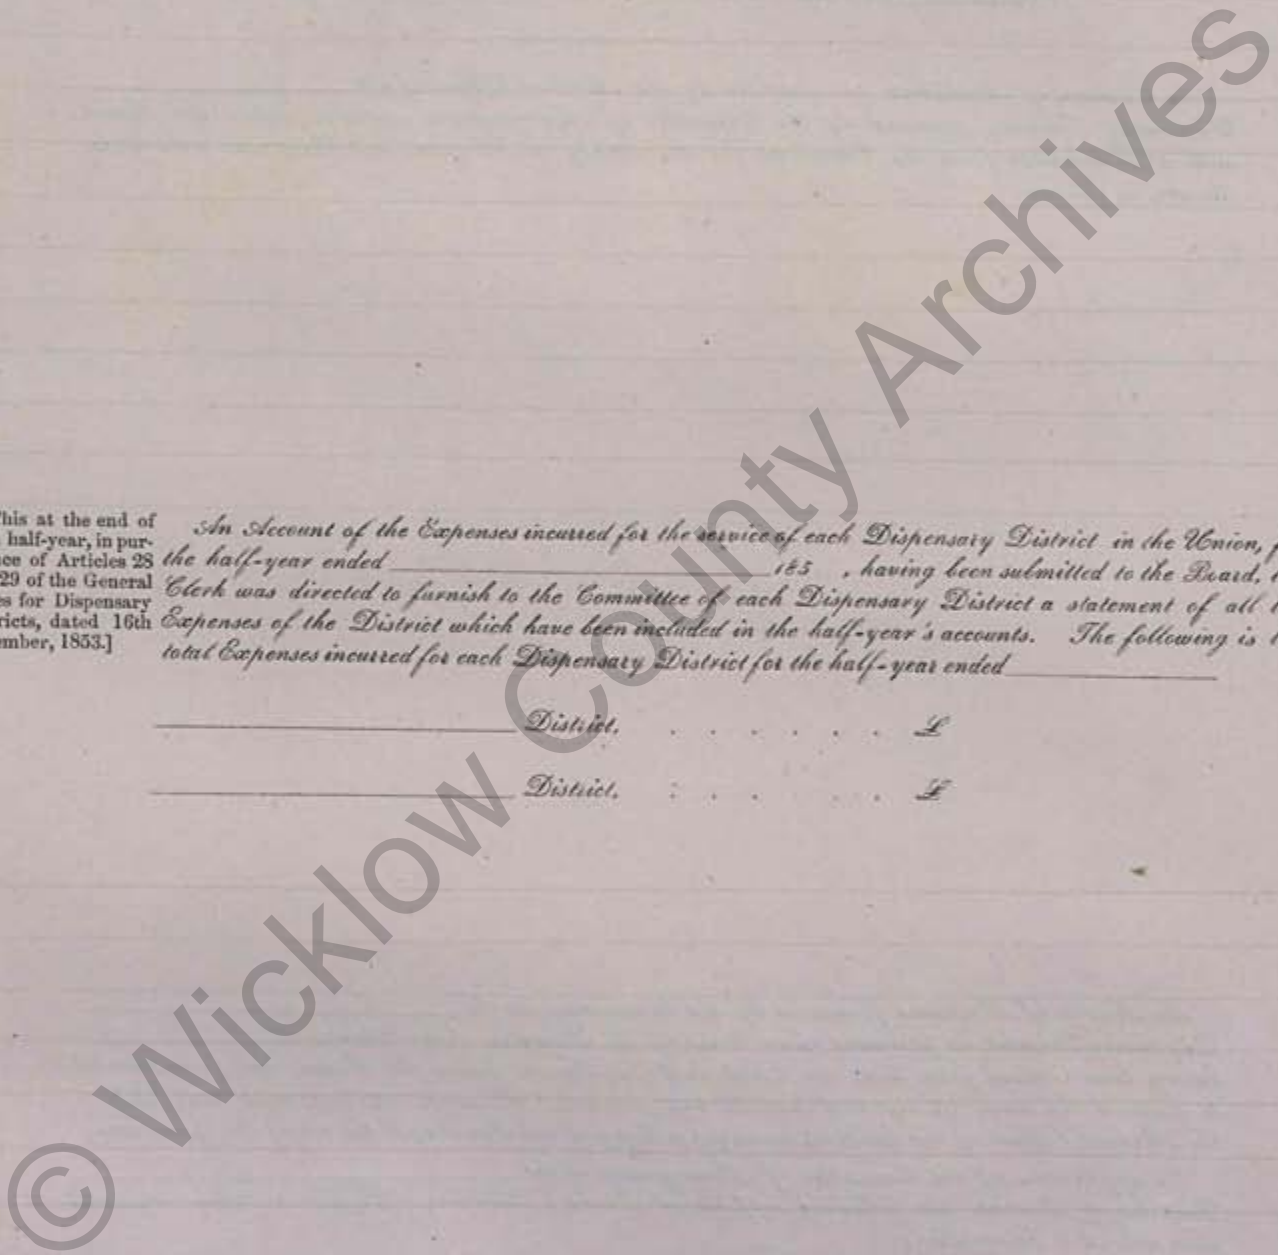 his at the end of
half-year, in pur-
ce of Articles 28
29 of the General
s for Dispensary
ricts, dated 16th
mber, 1853.]
An Account of the Expenses incurred for the service of each Dispensary District in the Union, f
the half-year ended 185 , having been submitted to the Board, t
Clerk was directed to furnish to the Committee of each Dispensary District a statement of all t
Expenses of the District which have been included in the half-year's accounts. The following is t
total Expenses incurred for each Dispensary District for the half-year ended
District. . . . . . . £
District. . . . . . . £
© Wicklow County Archives